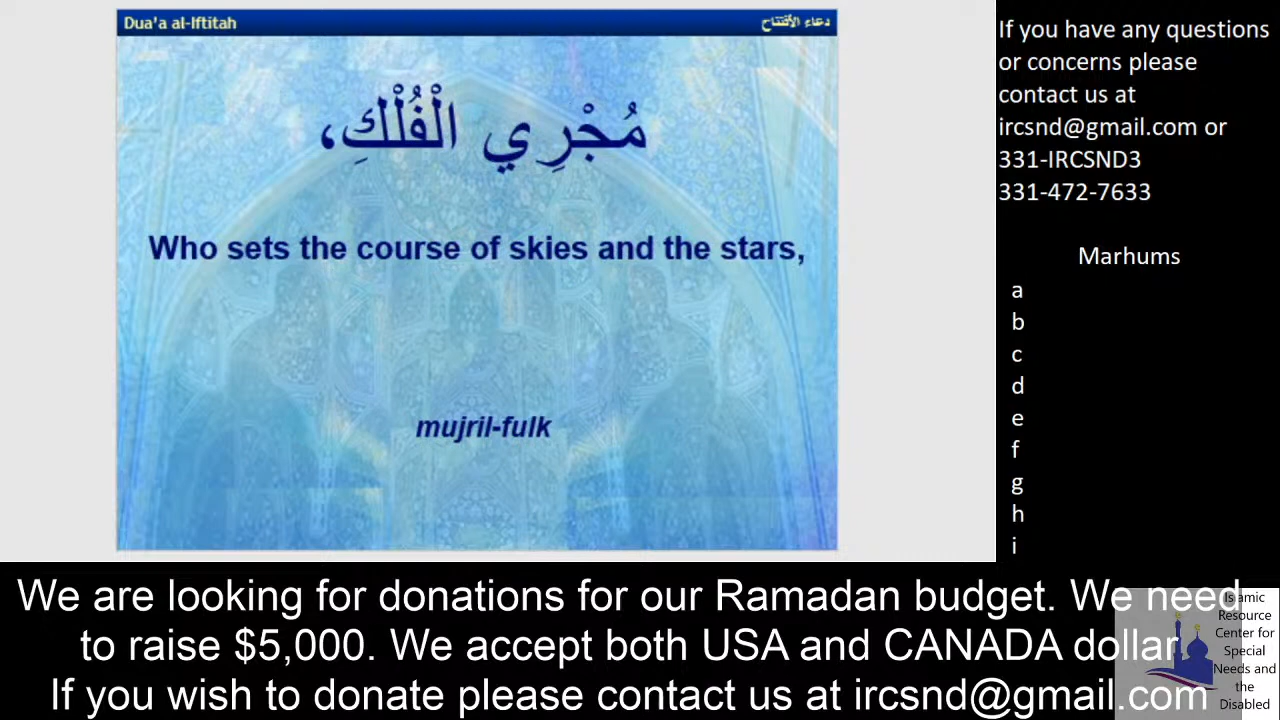 Dua'a al-Iftitah
دعاء الأفتتاح
مُجْرِي الْفُلْكِ،
Who sets the course of skies and the stars,
mujril-fulk
If you have any questions
or concerns please
contact us at
ircsnd@gmail.com or
331-IRCSND3
331-472-7633
Marhums
a
b
c
d
e
f
g
h
i
We are looking for donations for our Ramadan budget. We need
to raise $5,000. We accept both USA and CANADA dollar
If you wish to donate please contact us at ircsnd@gmail.com
Islamic
Resource
Center for
Special
Needs and
the
Disabled